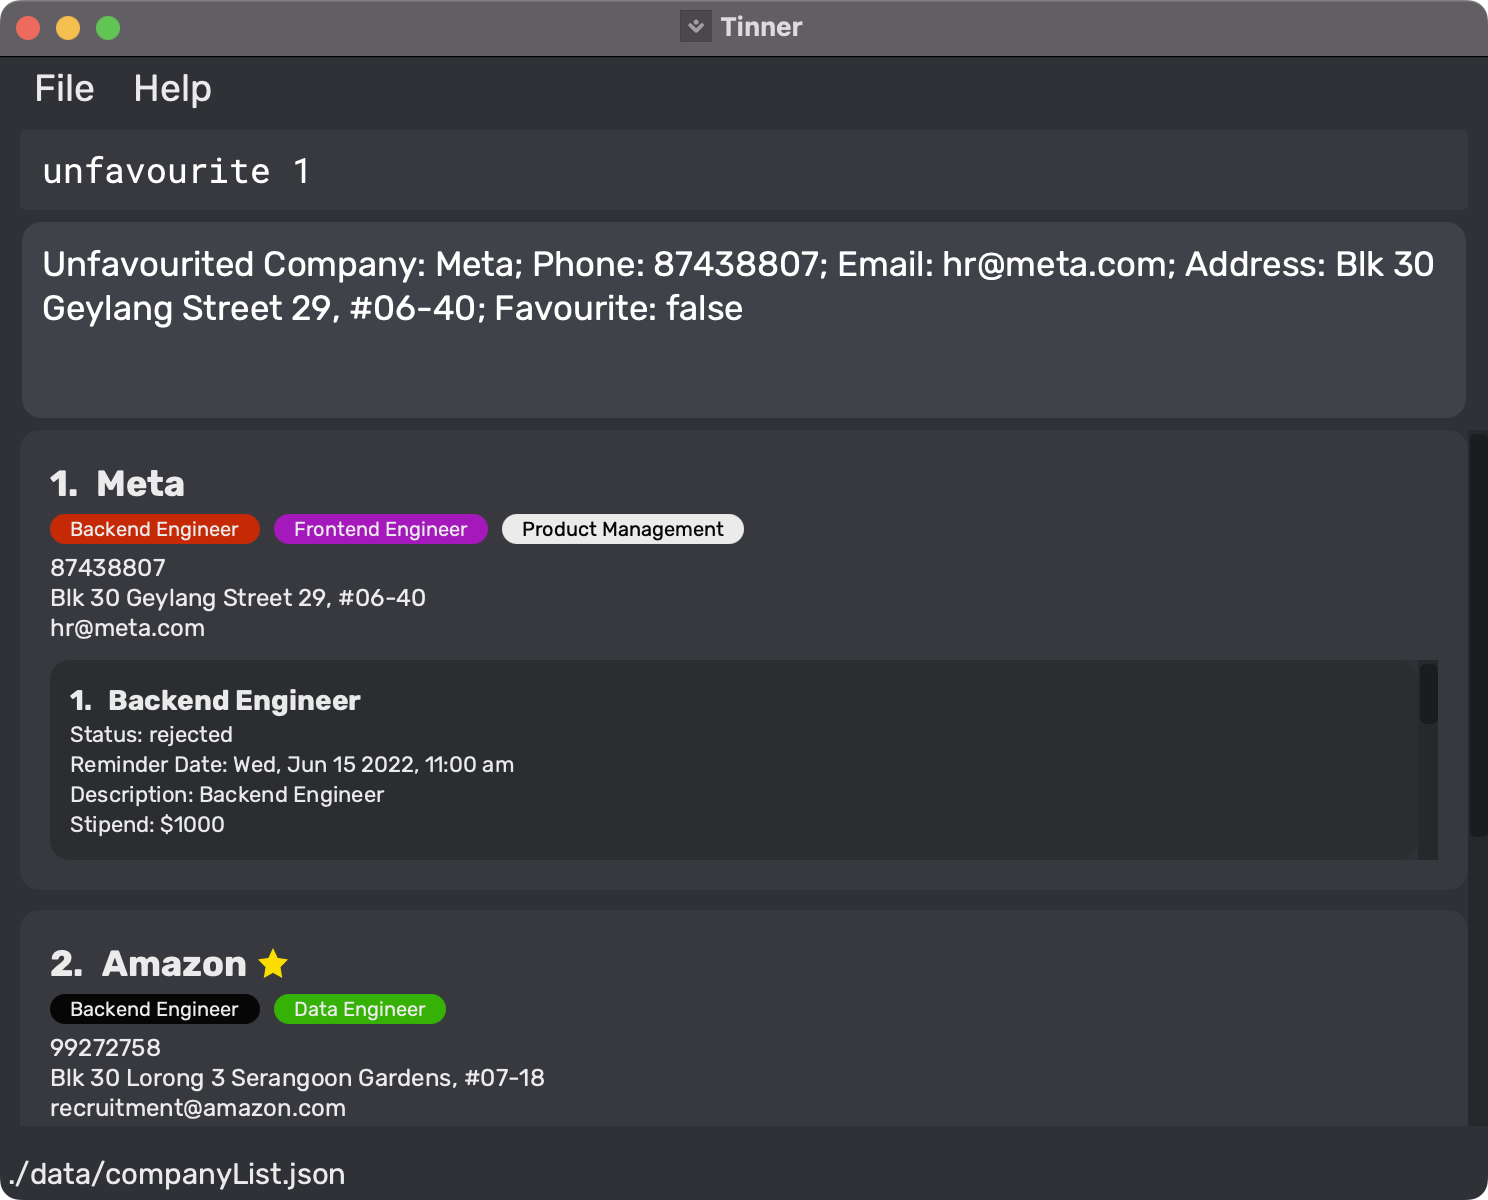 Tinner
File Help
unfavourite 1
Unfavourited Company: Meta; Phone: 87438807; Email: hr@meta.com; Address: Blk 30
Geylang Street 29, #06-40; Favourite: false
1. Meta
Backend Engineer Frontend Engineer Product Management
87438807
Blk 30 Geylang Street 29, #06-40
hr@meta.com
1. Backend Engineer
Status: rejected
Reminder Date: Wed, Jun 15 2022, 11:00 am
Description: Backend Engineer
Stipend: $1000
2. Amazon
Backend Engineer Data Engineer
99272758
Blk 30 Lorong 3 Serangoon Gardens, #07-18
recruitment@amazon.com
./data/companyList.json